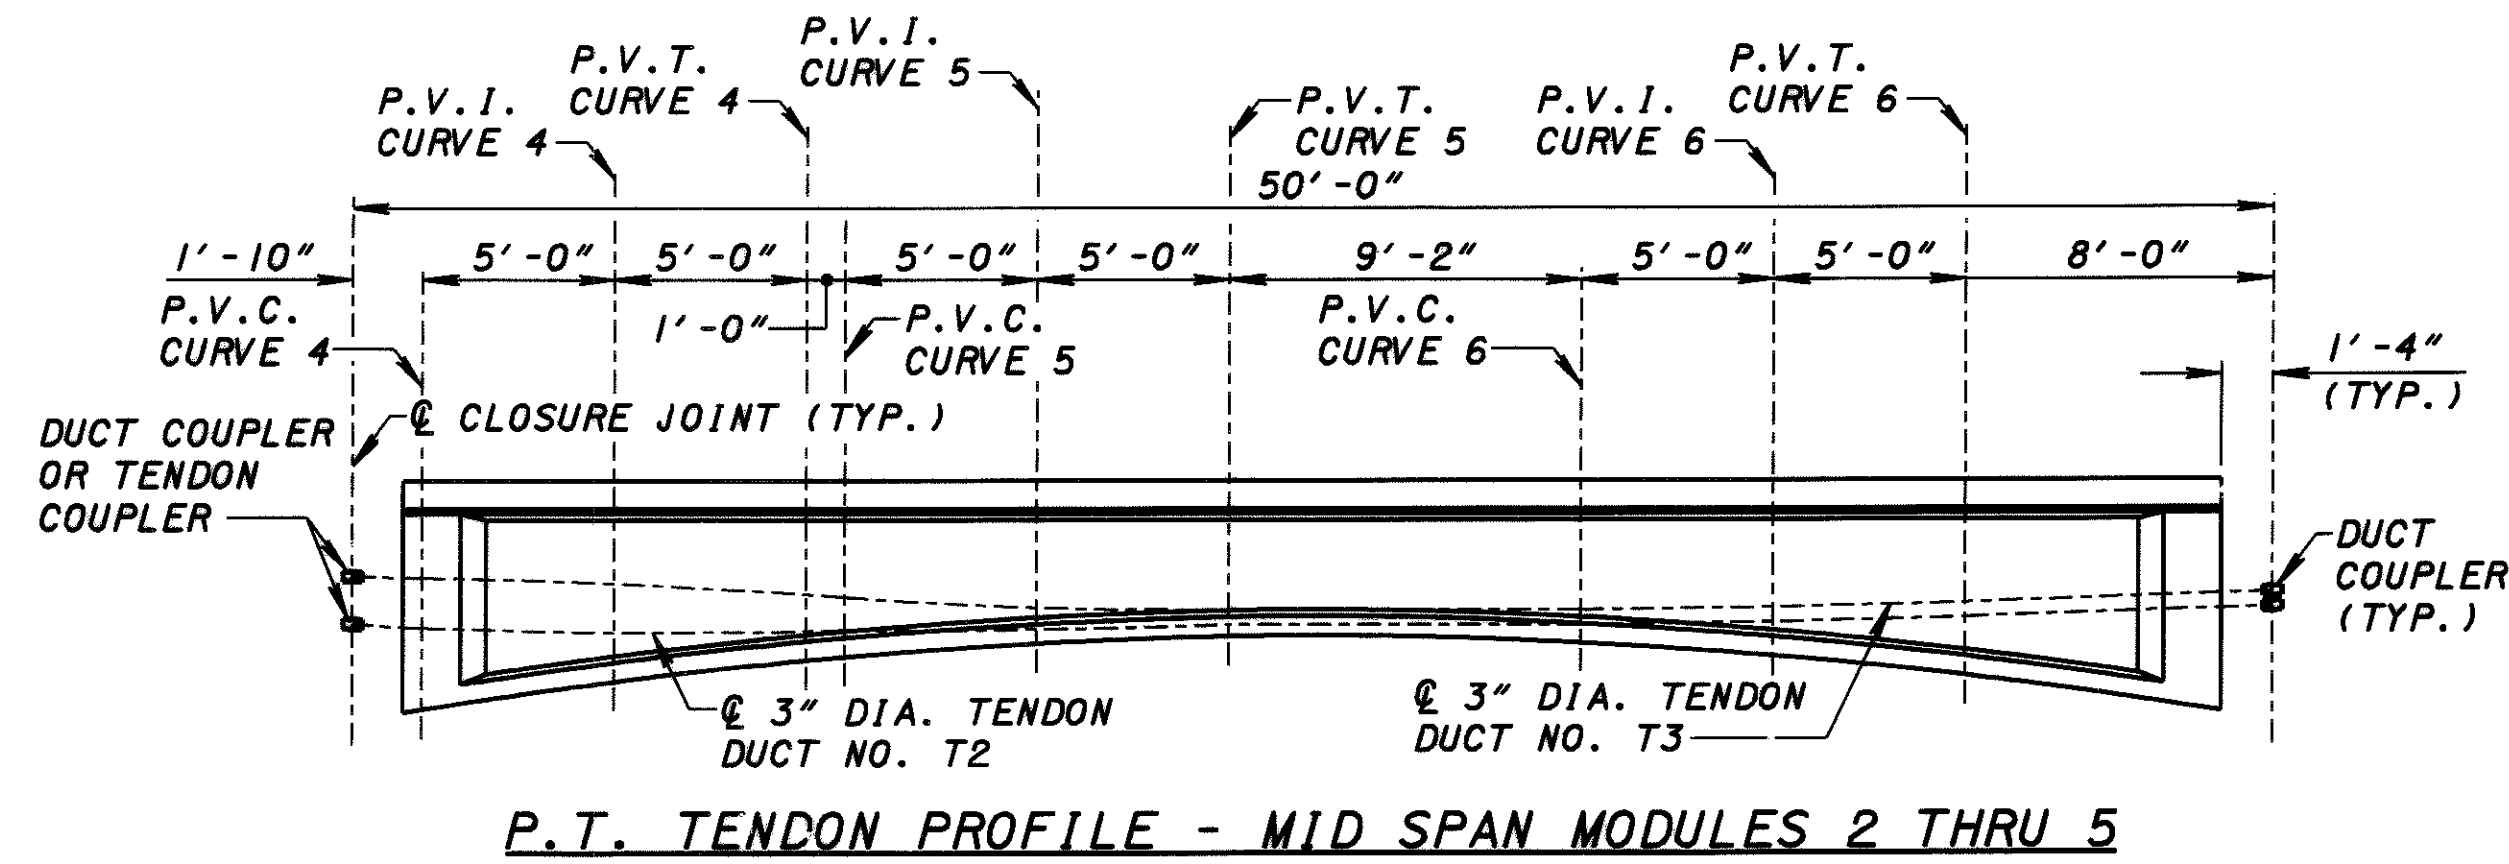 P.V.I.
CURVE 4
P.V.T.
CURVE 4
P.V.I.
CURVE 5
P.V.T.
CURVE 5
P.V.I.
CURVE 6
P.V.T.
CURVE 6
50'-0"
1'-10"
5'-0"
5'-0"
5'-0"
5'-0"
9'-2"
5'-0"
5'-0"
8'-0"
P.V.C.
CURVE 4
1'-0"
P.V.C.
CURVE 5
P.V.C.
CURVE 6
1'-4"
(TYP.)
℄ CLOSURE JOINT (TYP.)
DUCT COUPLER
OR TENDON
COUPLER
DUCT
COUPLER
(TYP.)
℄ 3" DIA. TENDON
DUCT NO. T2
℄ 3" DIA. TENDON
DUCT NO. T3
P.T. TENDON PROFILE - MID SPAN MODULES 2 THRU 5